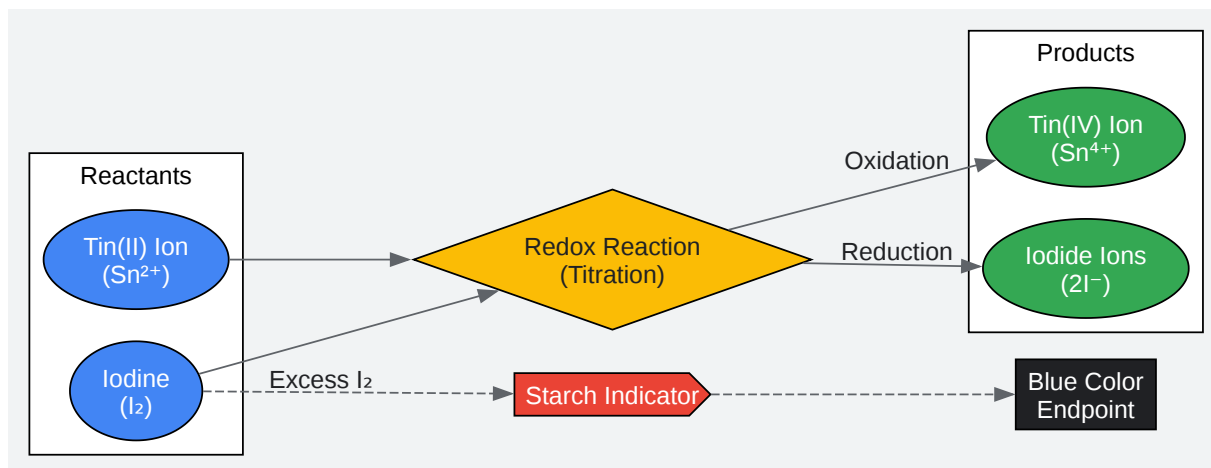 Reactants
Tin(II) Ion
(Sn²⁺)
Iodine
(I₂)
Excess I₂
Redox Reaction
(Titration)
Starch Indicator
Oxidation
Reduction
Products
Tin(IV) Ion
(Sn⁴⁺)
Iodide Ions
(2I⁻)
Blue Color
Endpoint